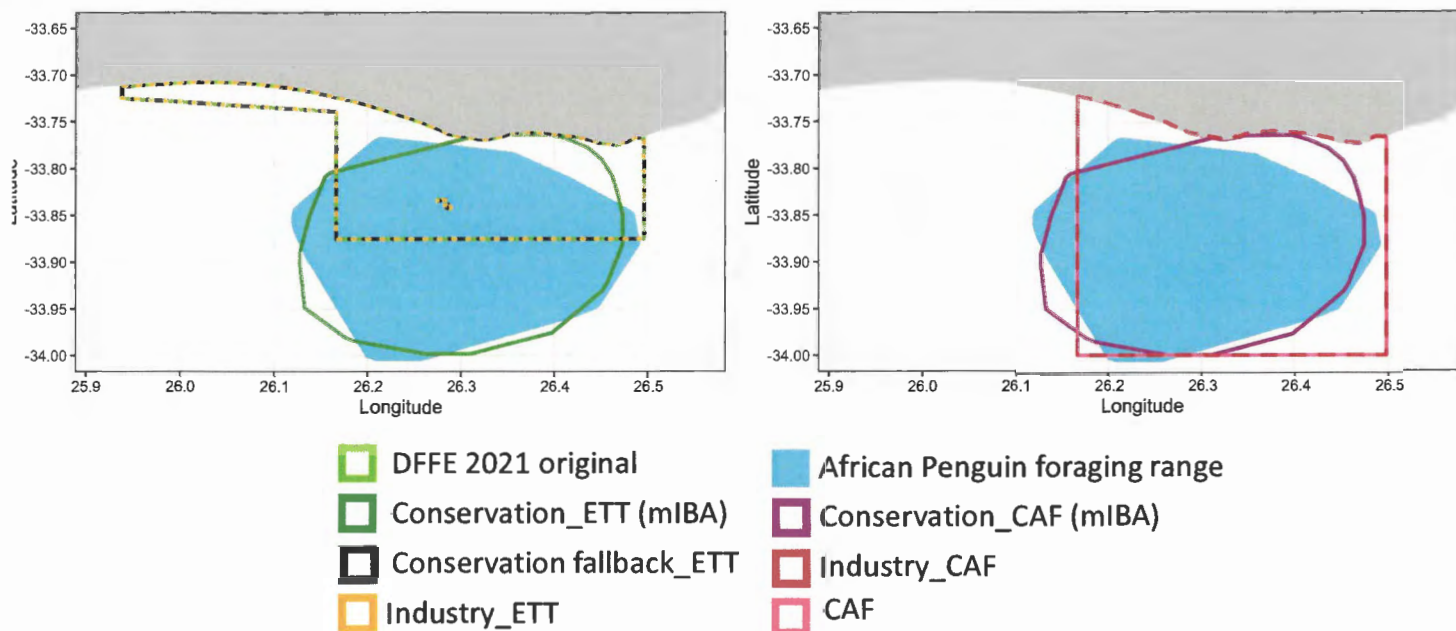 -33.65
-33.70
-33.75
-33.80
-33.85
-33.90
-33.95
-34.00
Latitude
25.9 26.0 26.1 26.2 26.3 26.4 26.5
Longitude
-33.65
-33.70
-33.75
-33.80
-33.85
-33.90
-33.95
-34.00
Latitude
25.9 26.0 26.1 26.2 26.3 26.4 26.5
Longitude
DFFE 2021 original
Conservation_ETT (mIBA)
Conservation fallback_ETT
Industry_ETT
African Penguin foraging range
Conservation_CAF (mIBA)
Industry_CAF
CAF